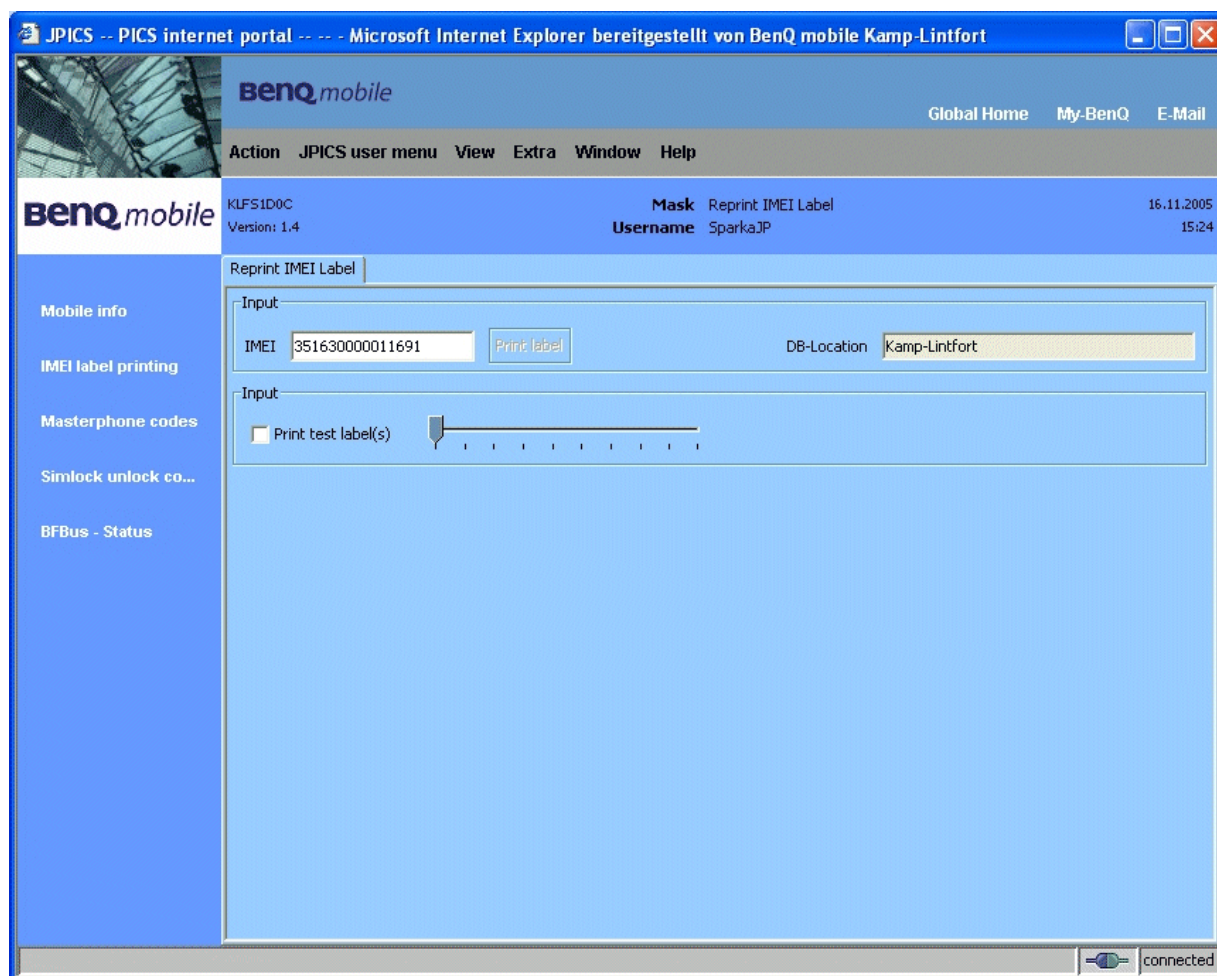 JPICS -- PICS internet portal -- -- - Microsoft Internet Explorer bereitgestellt von BenQ mobile Kamp-Lintfort
BenQ mobile
Global Home My-BenQ E-Mail
Action JPICS user menu View Extra Window Help
BenQ mobile
KLFS1D0C Mask Reprint IMEI Label 16.11.2005
Version: 1.4 Username SparkaJP 15:24
Reprint IMEI Label
Mobile info
IMEI label printing
Masterphone codes
Simlock unlock co...
BFBus - Status
Input
IMEI 351630000011691 Print label DB-Location Kamp-Lintfort
Input
Print test label(s)
connected